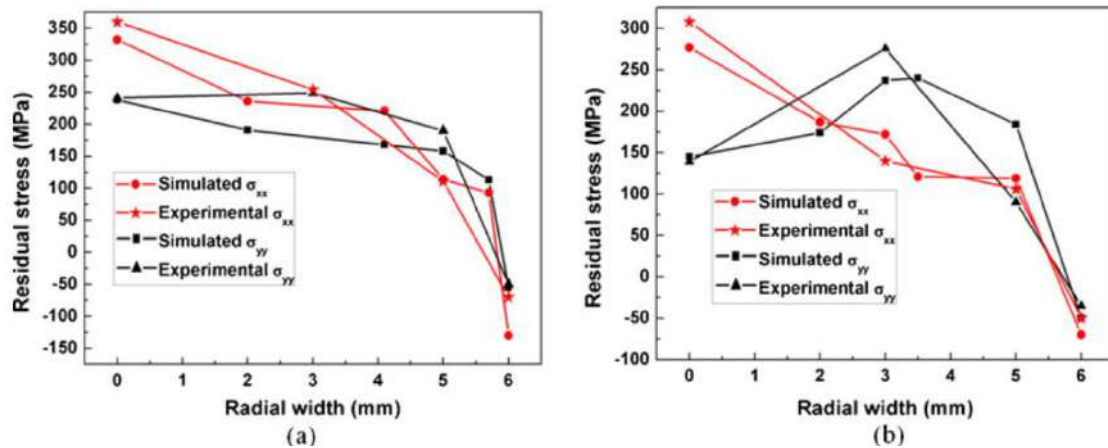 350
300
250
200
150
100
50
0
-50
-100
-150
Residual stress (MPa)
Simulated σxx
Experimental σxx
Simulated σyy
Experimental σyy
0 1 2 3 4 5 6
Radial width (mm)
(a)
300
250
200
150
100
50
0
-50
-100
Residual stress (MPa)
Simulated σxx
Experimental σxx
Simulated σyy
Experimental σyy
0 1 2 3 4 5 6
Radial width (mm)
(b)